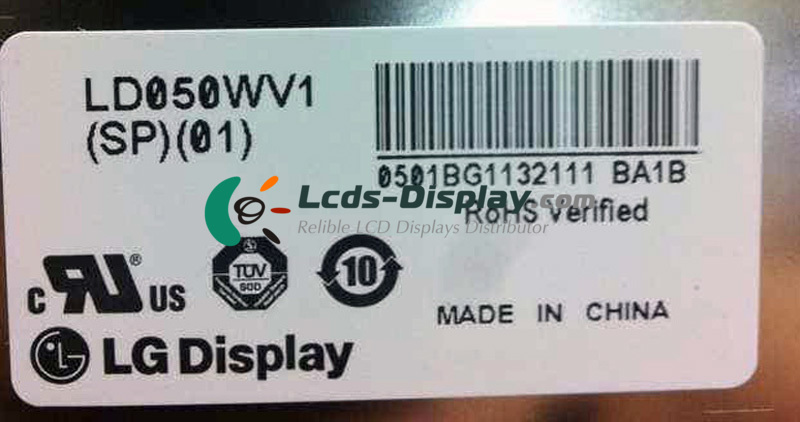 LD050WV1
(SP)(01)
0501BG1132111 BA1B
Lcds-Display.com
RoHS Verified
Relible LCD Displays Distributor
c RU ® US
TÜV
10
MADE IN CHINA
LG Display